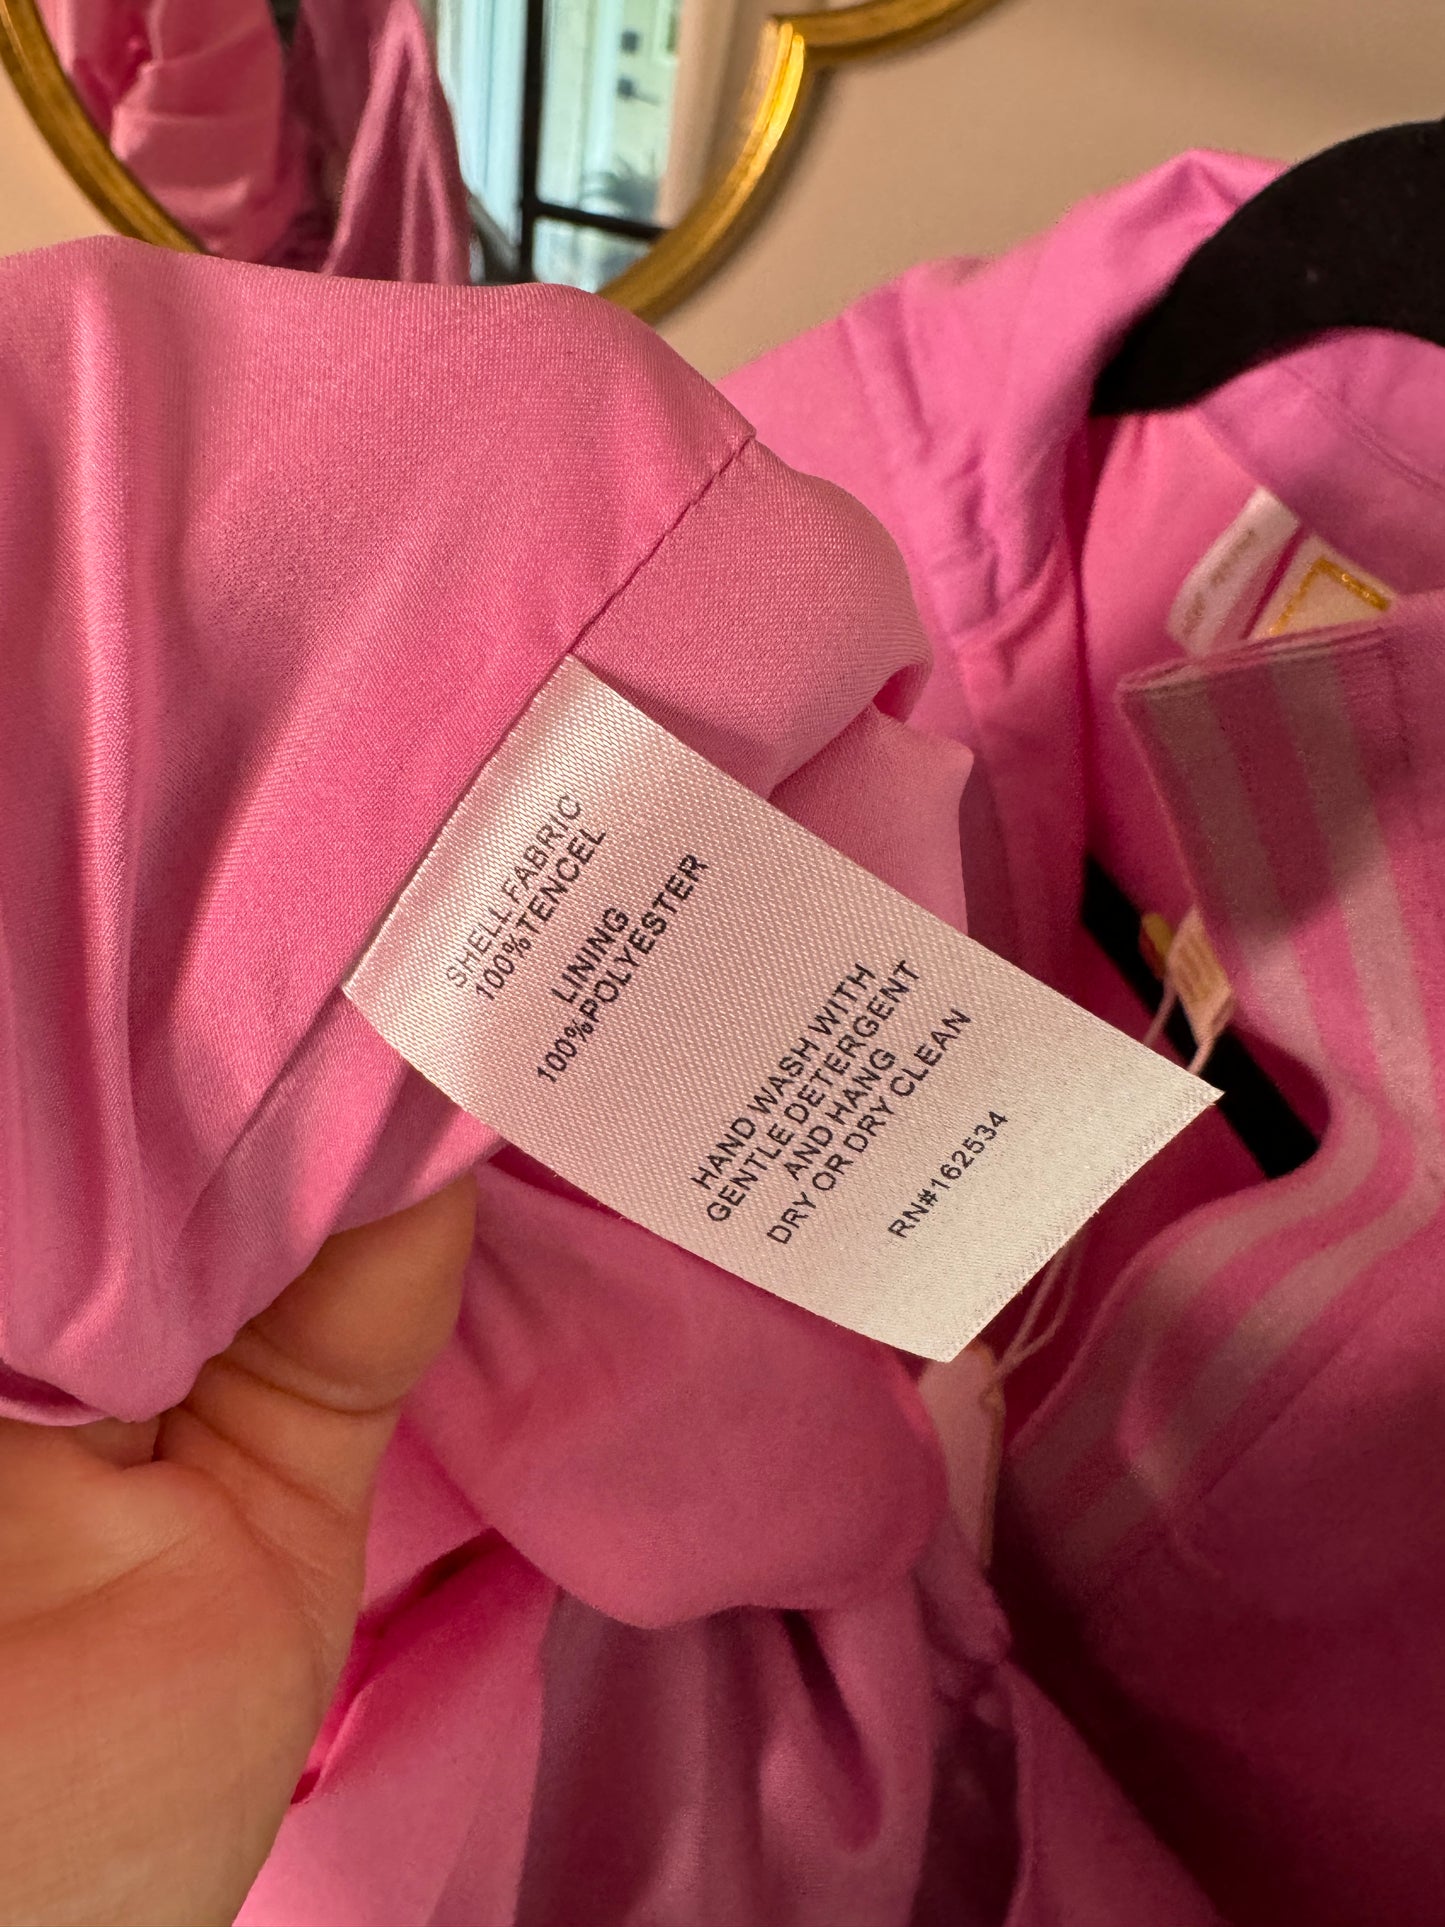 SHELL FABRIC
100%TENCEL
LINING
100%POLYESTER
HAND WASH WITH
GENTLE DETERGENT
AND HANG
DRY OR DRY CLEAN
RN#162534